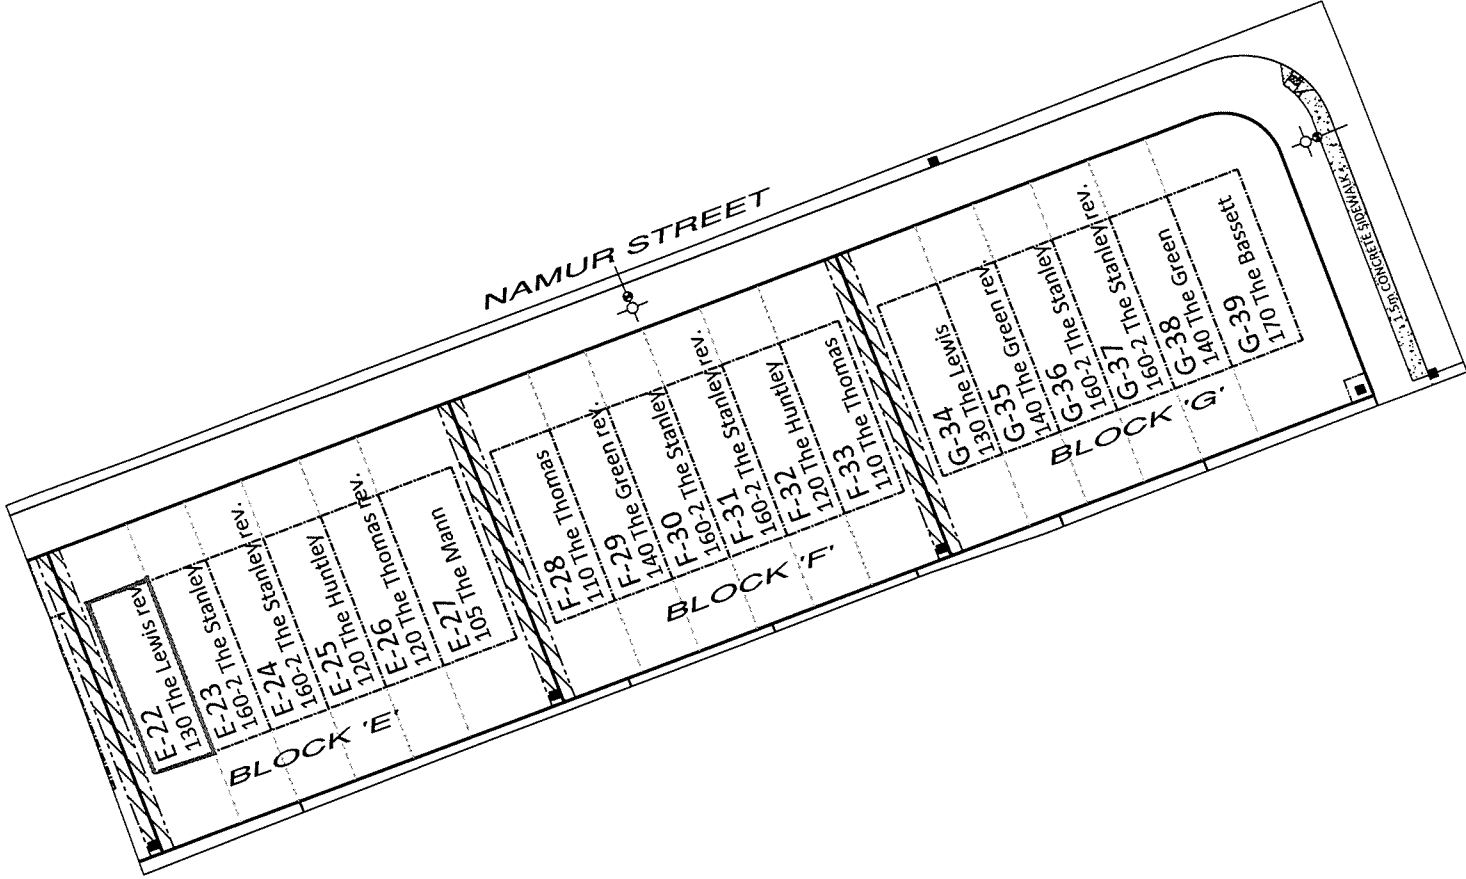 NAMUR STREET
1.5m CONCRETE SIDEWALK
E-22
130 The Lewis rev.
E-23
160-2 The Stanley
E-24
160-2 The Stanley rev.
E-25
120 The Huntley
E-26
120 The Thomas rev.
E-27
105 The Mann
BLOCK 'E'
F-28
110 The Thomas
F-29
140 The Green rev.
F-30
160-2 The Stanley
F-31
160-2 The Stanley rev.
F-32
120 The Huntley
F-33
110 The Thomas
BLOCK 'F'
G-34
130 The Lewis
G-35
140 The Green rev.
G-36
160-2 The Stanley
G-37
160-2 The Stanley rev.
G-38
140 The Green
G-39
170 The Bassett
BLOCK 'G'